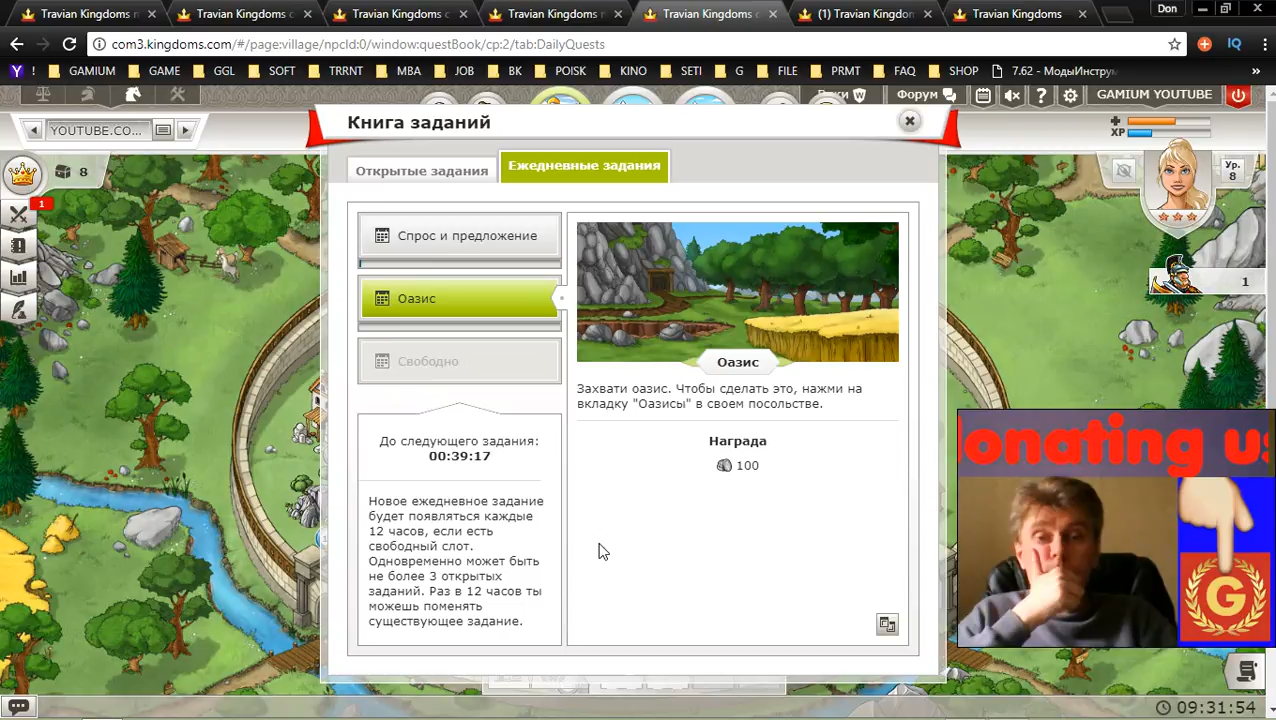 Travian Kingdoms n
Travian Kingdoms c
Travian Kingdoms c
Travian Kingdoms n
Travian Kingdoms c
(1) Travian Kingdom
Travian Kingdoms
Don
com3.kingdoms.com/#/page:village/npcId:0/window:questBook/cp:2/tab:DailyQuests
IQ
Y ! GAMIUM GAME GGL SOFT TRRNT MBA JOB BK POISK KINO SETI G FILE PRMT FAQ SHOP 7.62 - МодыИнструм »
Форум
GAMIUM YOUTUBE
YOUTUBE.CO...
Книга заданий
XP
Открытые задания
Ежедневные задания
8
Ур.
8
1
Спрос и предложение
Оазис
1
Свободно
Оазис
Захвати оазис. Чтобы сделать это, нажми на
вкладку "Оазисы" в своем посольстве.
До следующего задания:
00:39:17
Награда
100
Новое ежедневное задание
будет появляться каждые
12 часов, если есть
свободный слот.
Одновременно может быть
не более 3 открытых
заданий. Раз в 12 часов ты
можешь поменять
существующее задание.
donating us
G
09:31:54